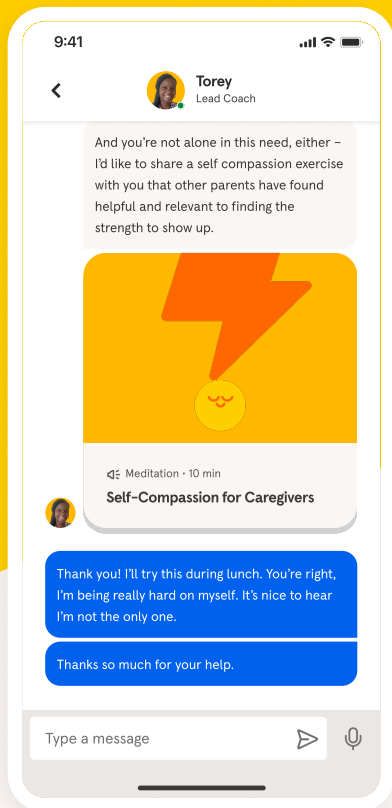 9:41
Torey
Lead Coach
And you’re not alone in this need, either –
I’d like to share a self compassion exercise
with you that other parents have found
helpful and relevant to finding the
strength to show up.
Meditation • 10 min
Self-Compassion for Caregivers
Thank you! I’ll try this during lunch. You’re right,
I’m being really hard on myself. It’s nice to hear
I’m not the only one.
Thanks so much for your help.
Type a message